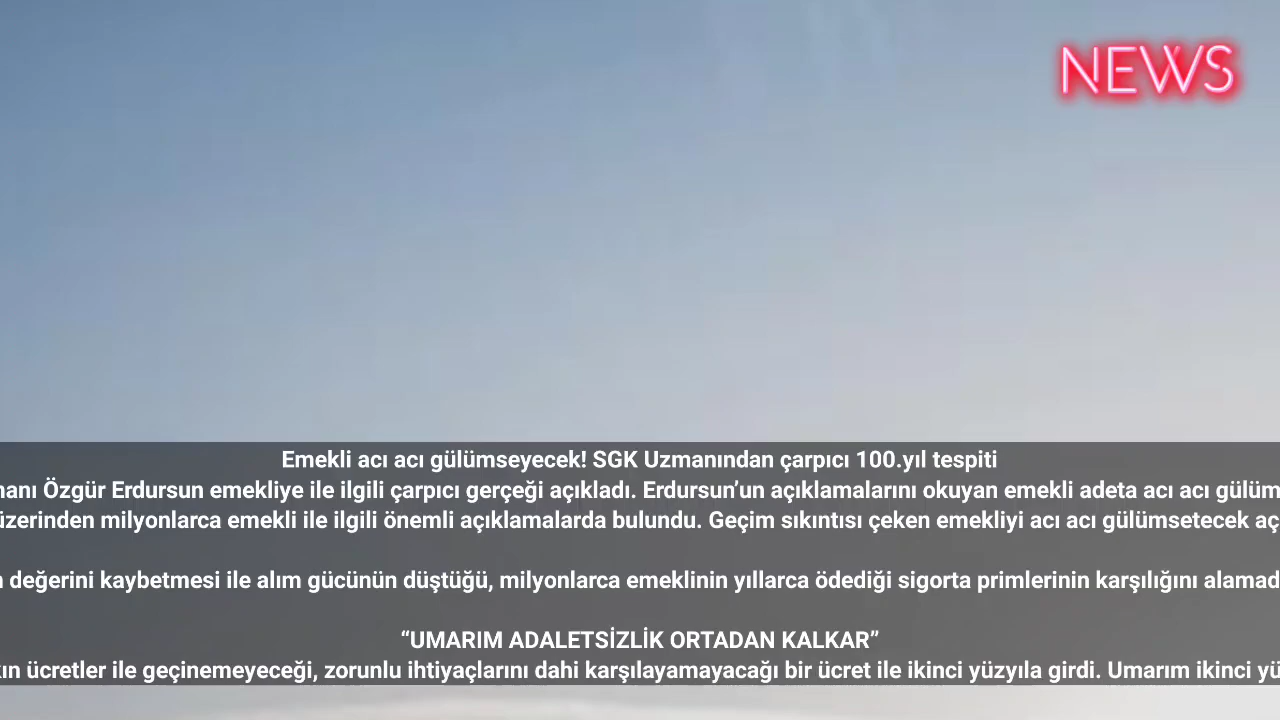 NEWS
Emekli acı acı gülümseyecek! SGK Uzmanından çarpıcı 100.yıl tespiti
Özgür Erdursun emekliye ile ilgili çarpıcı gerçeği açıkladı. Erdursun’un açıklamalarını okuyan emekli adeta acı acı
üzerinden milyonlarca emekli ile ilgili önemli açıklamalarda bulundu. Geçim sıkıntısı çeken emekliyi acı acı gülümsetecek
değerini kaybetmesi ile alım gücünün düştüğü, milyonlarca emeklinin yıllarca ödediği sigorta primlerinin karşılığını
“UMARIM ADALETSİZLİK ORTADAN KALKAR”
ücretler ile geçinemeyeceği, zorunlu ihtiyaçlarını dahi karşılayamayacağı bir ücret ile ikinci yüzyıla girdi. Umarım ikinci